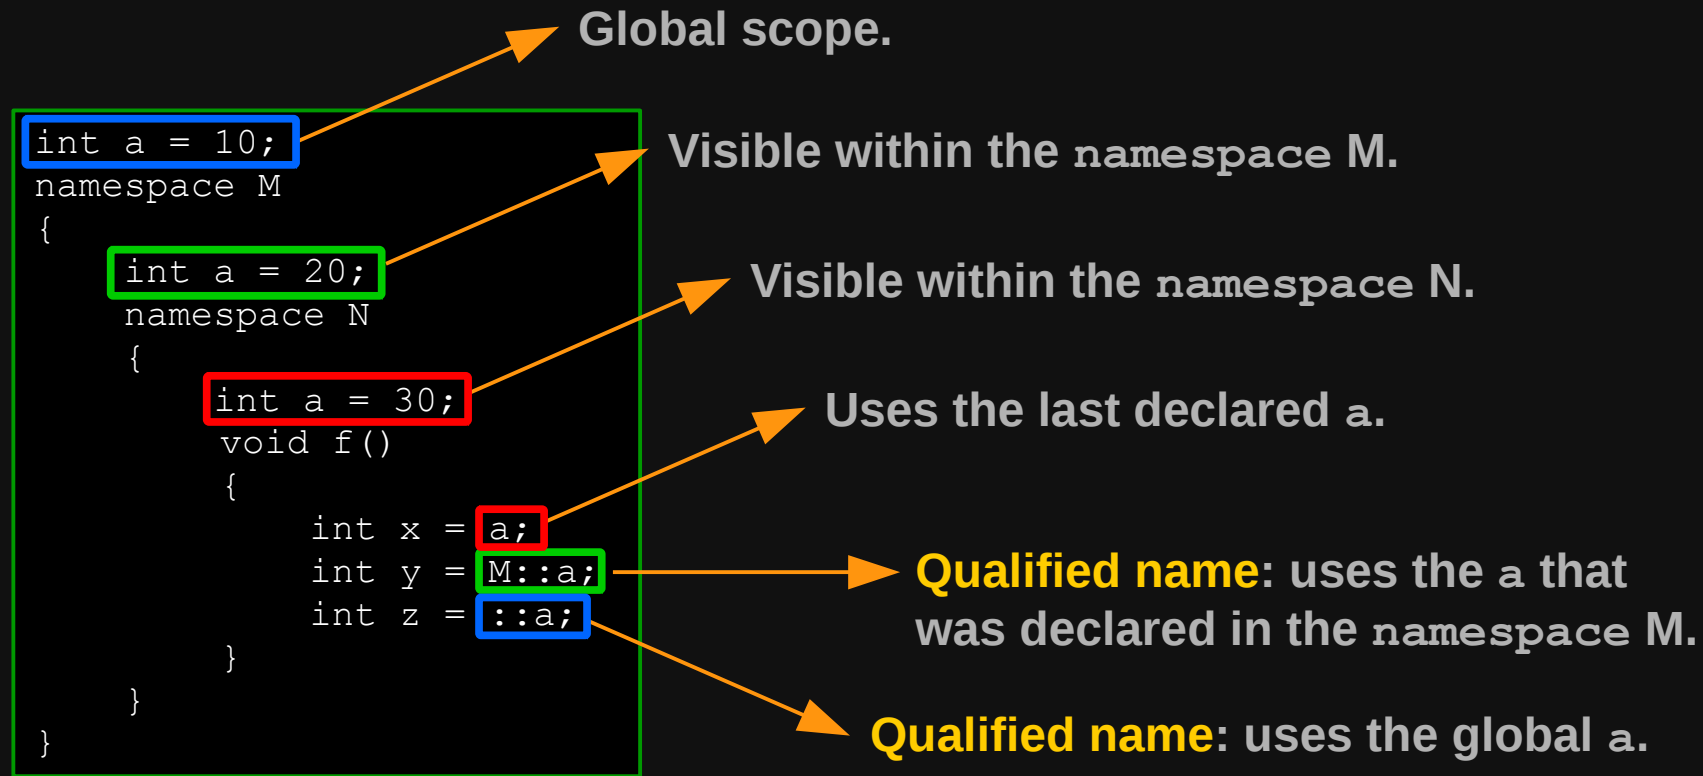 Global scope.
int a = 10;
Visible within the namespace M.
namespace M
{
int a = 20;
Visible within the namespace N.
namespace N
{
int a = 30;
Uses the last declared a.
void f()
{
int x = a;
int y = M::a;
Qualified name: uses the a that
was declared in the namespace M.
int z = ::a;
}
}
Qualified name: uses the global a.
}